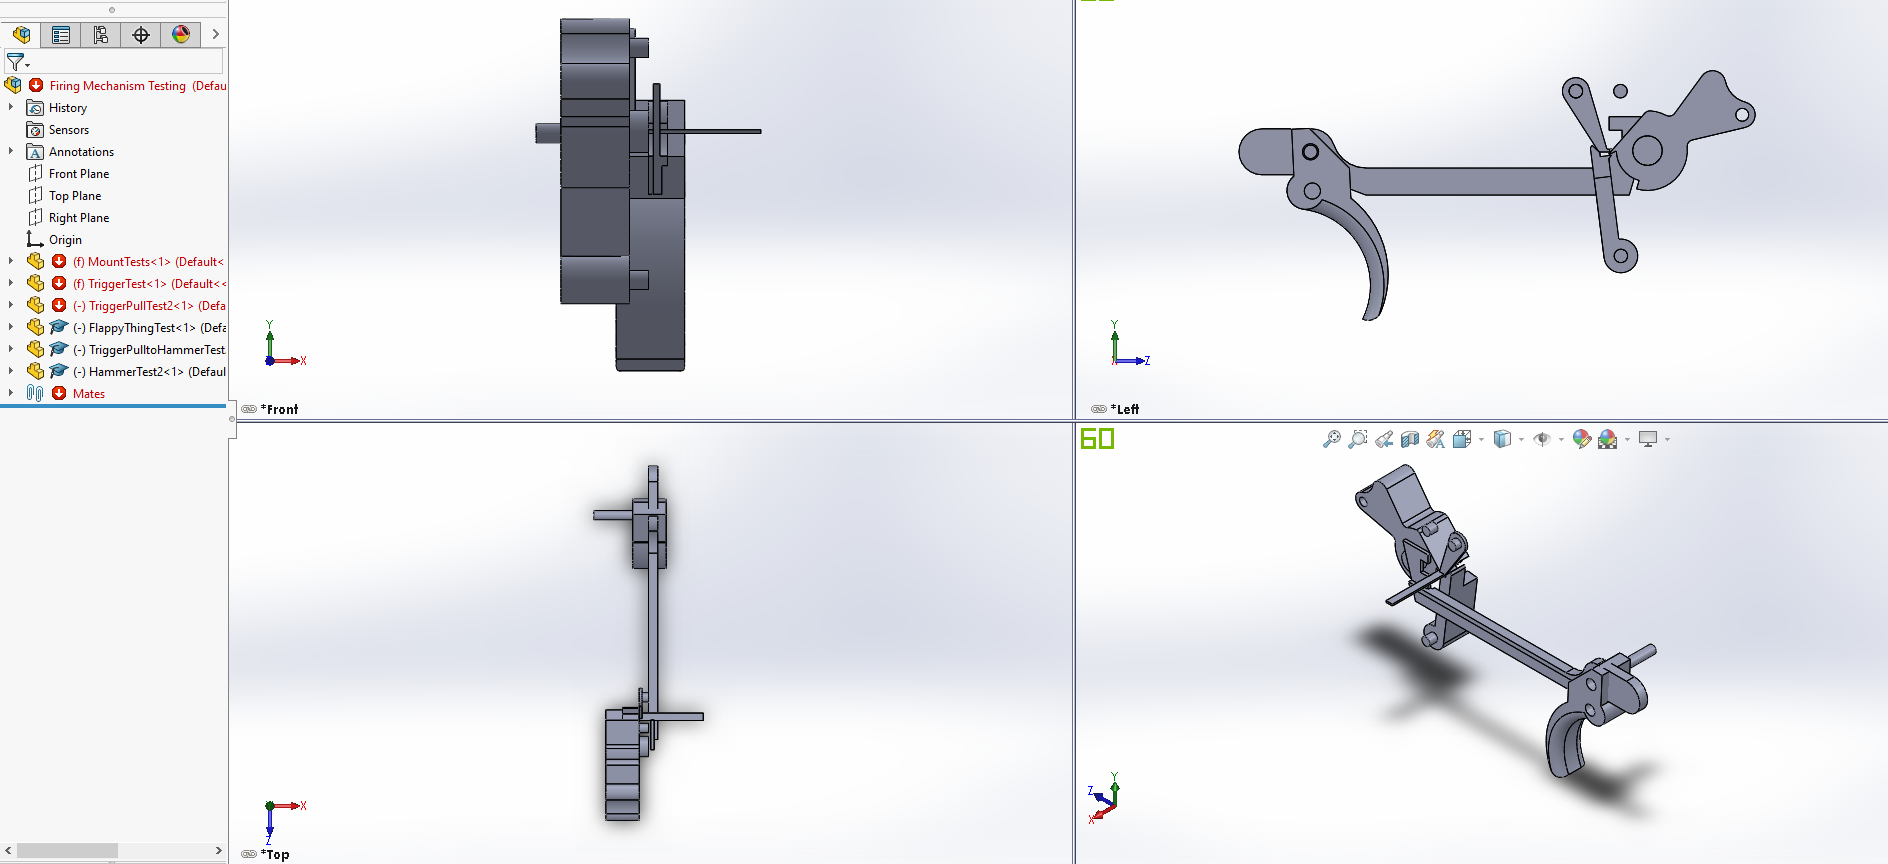 Firing Mechanism Testing (Defau
History
Sensors
A Annotations
Front Plane
Top Plane
Right Plane
Origin
(f) MountTests<1> (Default<
(f) TriggerTest<1> (Default<<
(-) TriggerPullTest2<1> (Defa
(-) FlappyThingTest<1> (Defa
(-) TriggerPulltoHammerTest
(-) HammerTest2<1> (Defaul
Mates
Y
X
*Front
Y
Z
X
*Left
X
Z
*Top
60
Y
Z
X